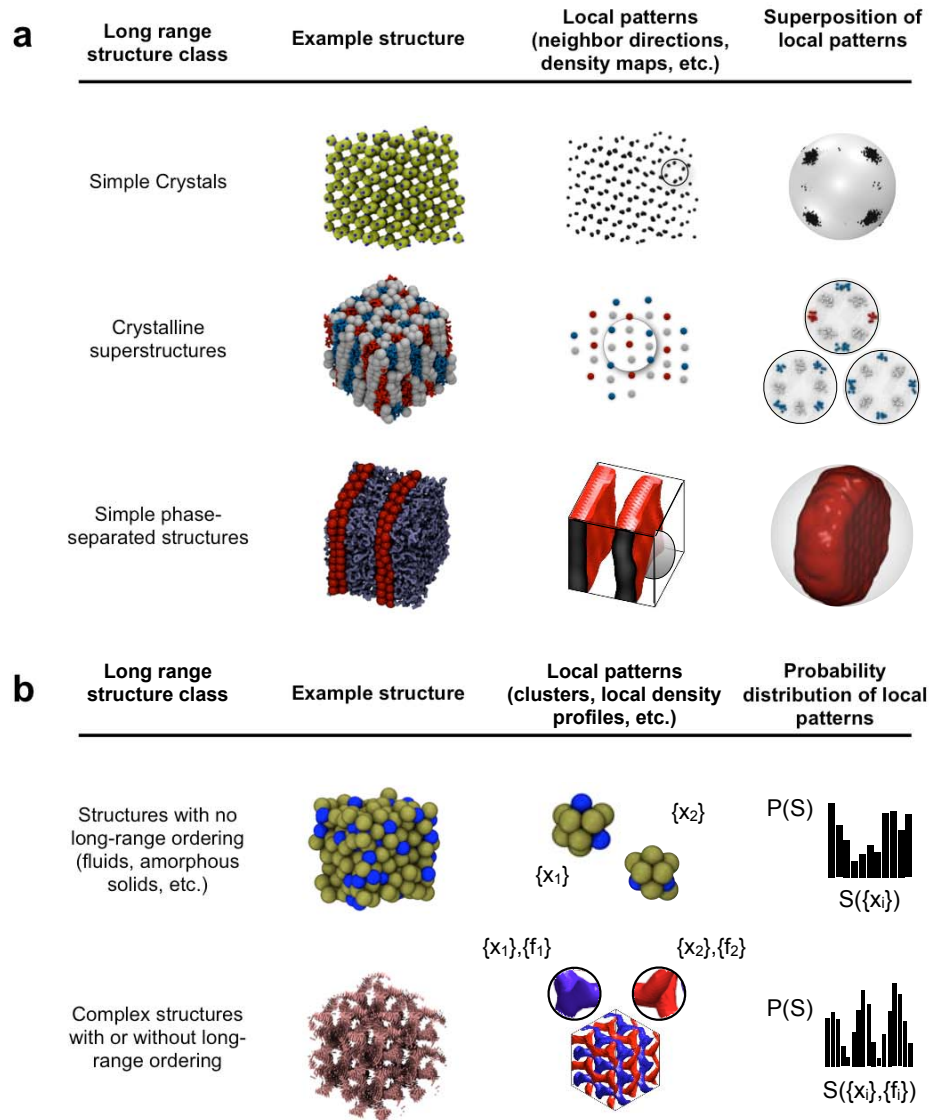 a
Long range
structure class
Example structure
Local patterns
(neighbor directions,
density maps, etc.)
Superposition of
local patterns
Simple Crystals
Crystalline
superstructures
Simple phase-
separated structures
b
Long range
structure class
Example structure
Local patterns
(clusters, local density
profiles, etc.)
Probability
distribution of local
patterns
Structures with no
long-range ordering
(fluids, amorphous
solids, etc.)
{x₁}
{x₂}
P(S)
S({xᵢ})
Complex structures
with or without long-
range ordering
{x₁},{f₁}
{x₂},{f₂}
P(S)
S({xᵢ},{fᵢ})